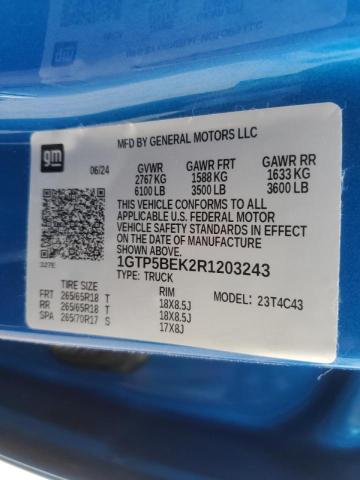 gm
MFD BY GENERAL MOTORS LLC
06/24 GVWR GAWR FRT GAWR RR
2767 KG 1588 KG 1633 KG
6100 LB 3500 LB 3600 LB
THIS VEHICLE CONFORMS TO ALL
APPLICABLE U.S. FEDERAL MOTOR
VEHICLE SAFETY STANDARDS IN EFFECT
ON THE DATE OF MANUFACTURE
SHOWN ABOVE.
1GTP5BEK2R1203243
TYPE: TRUCK
327E
TIRE SIZE RIM MODEL: 23T4C43
FRT 265/65R18 T 18X8.5J
RR 265/65R18 T 18X8.5J
SPA 265/70R17 S 17X8J